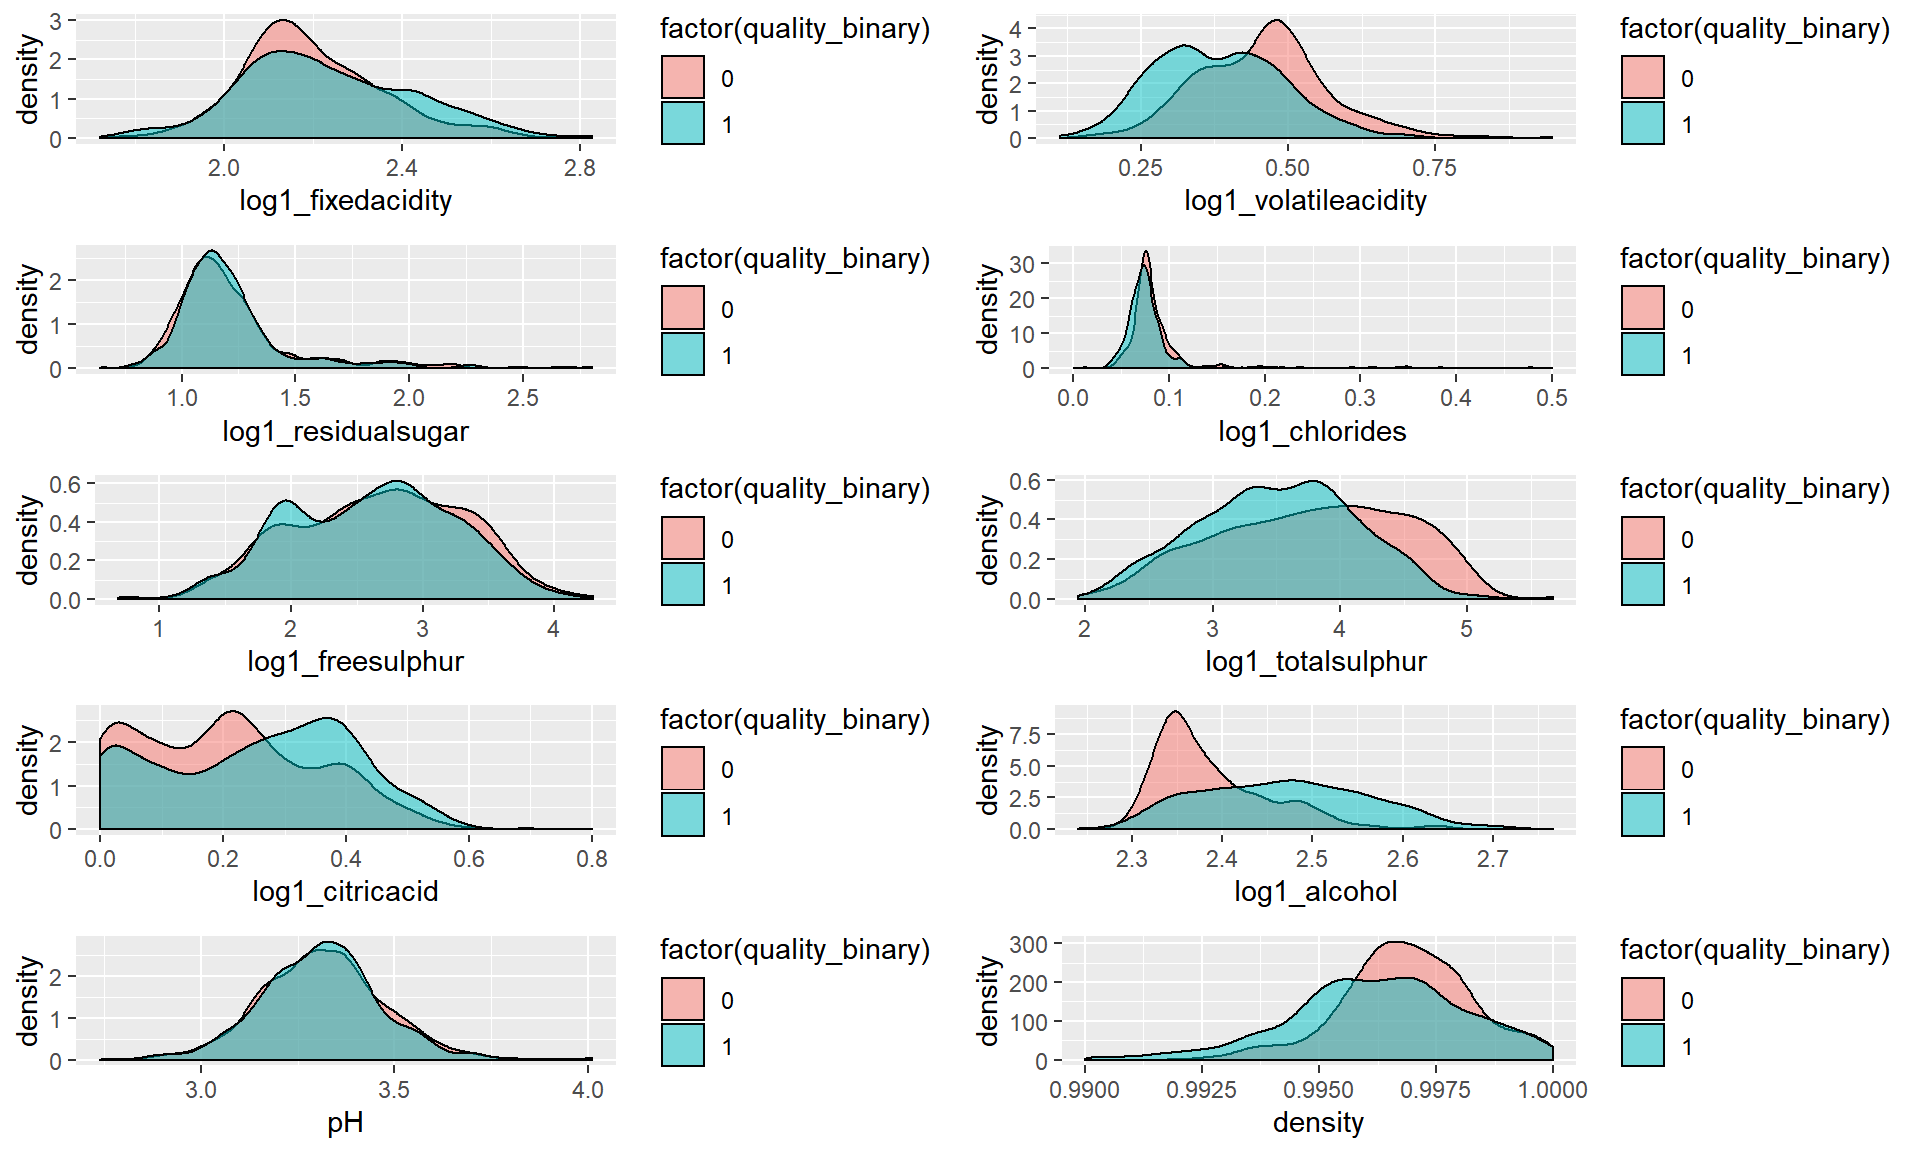 density
3
2
1
0
2.0 2.4 2.8
log1_fixedacidity
factor(quality_binary)
0
1
density
4
3
2
1
0
0.25 0.50 0.75
log1_volatileacidity
factor(quality_binary)
0
1
density
2
1
0
1.0 1.5 2.0 2.5
log1_residualsugar
factor(quality_binary)
0
1
density
30
20
10
0
0.0 0.1 0.2 0.3 0.4 0.5
log1_chlorides
factor(quality_binary)
0
1
density
0.6
0.4
0.2
0.0
1 2 3 4
log1_freesulphur
factor(quality_binary)
0
1
density
0.6
0.4
0.2
0.0
2 3 4 5
log1_totalsulphur
factor(quality_binary)
0
1
density
2
1
0
0.0 0.2 0.4 0.6 0.8
log1_citricacid
factor(quality_binary)
0
1
density
7.5
5.0
2.5
0.0
2.3 2.4 2.5 2.6 2.7
log1_alcohol
factor(quality_binary)
0
1
density
2
1
0
3.0 3.5 4.0
pH
factor(quality_binary)
0
1
density
300
200
100
0
0.9900 0.9925 0.9950 0.9975 1.0000
density
factor(quality_binary)
0
1